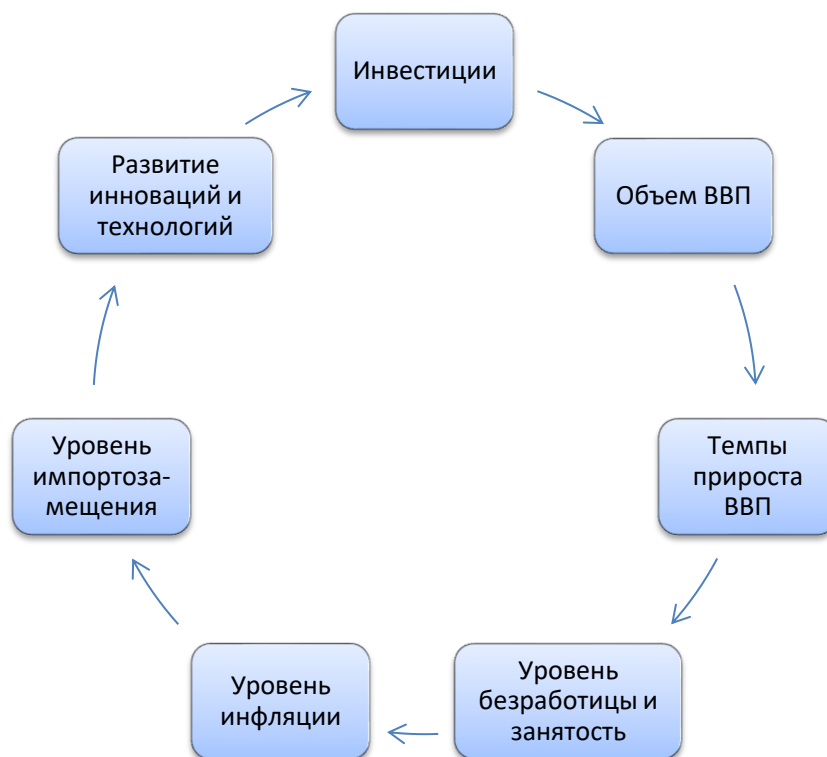 Инвестиции
Объем ВВП
Темпы
прироста
ВВП
Уровень
безработицы и
занятость
Уровень
инфляции
Уровень
импортоза-
мещения
Развитие
инноваций и
технологий